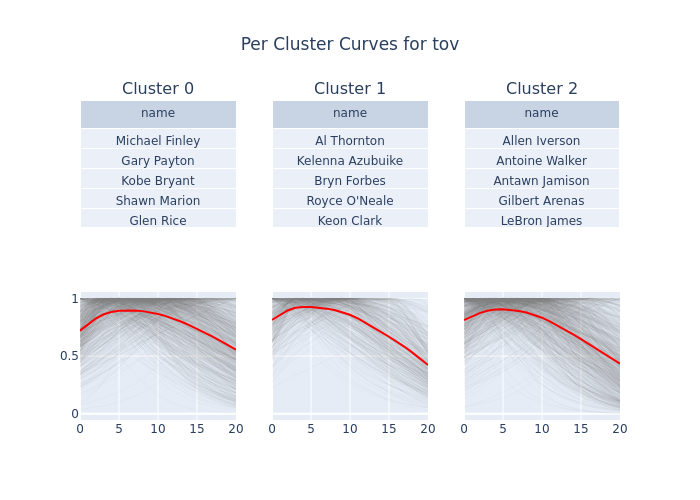 Per Cluster Curves for tov
Cluster 0
Cluster 1
Cluster 2
name
name
name
Michael Finley
Al Thornton
Allen Iverson
Gary Payton
Kelenna Azubuike
Antoine Walker
Kobe Bryant
Bryn Forbes
Antawn Jamison
Shawn Marion
Royce O'Neale
Gilbert Arenas
Glen Rice
Keon Clark
LeBron James
1
0.5
0
0 5 10 15 20
0 5 10 15 20
0 5 10 15 20